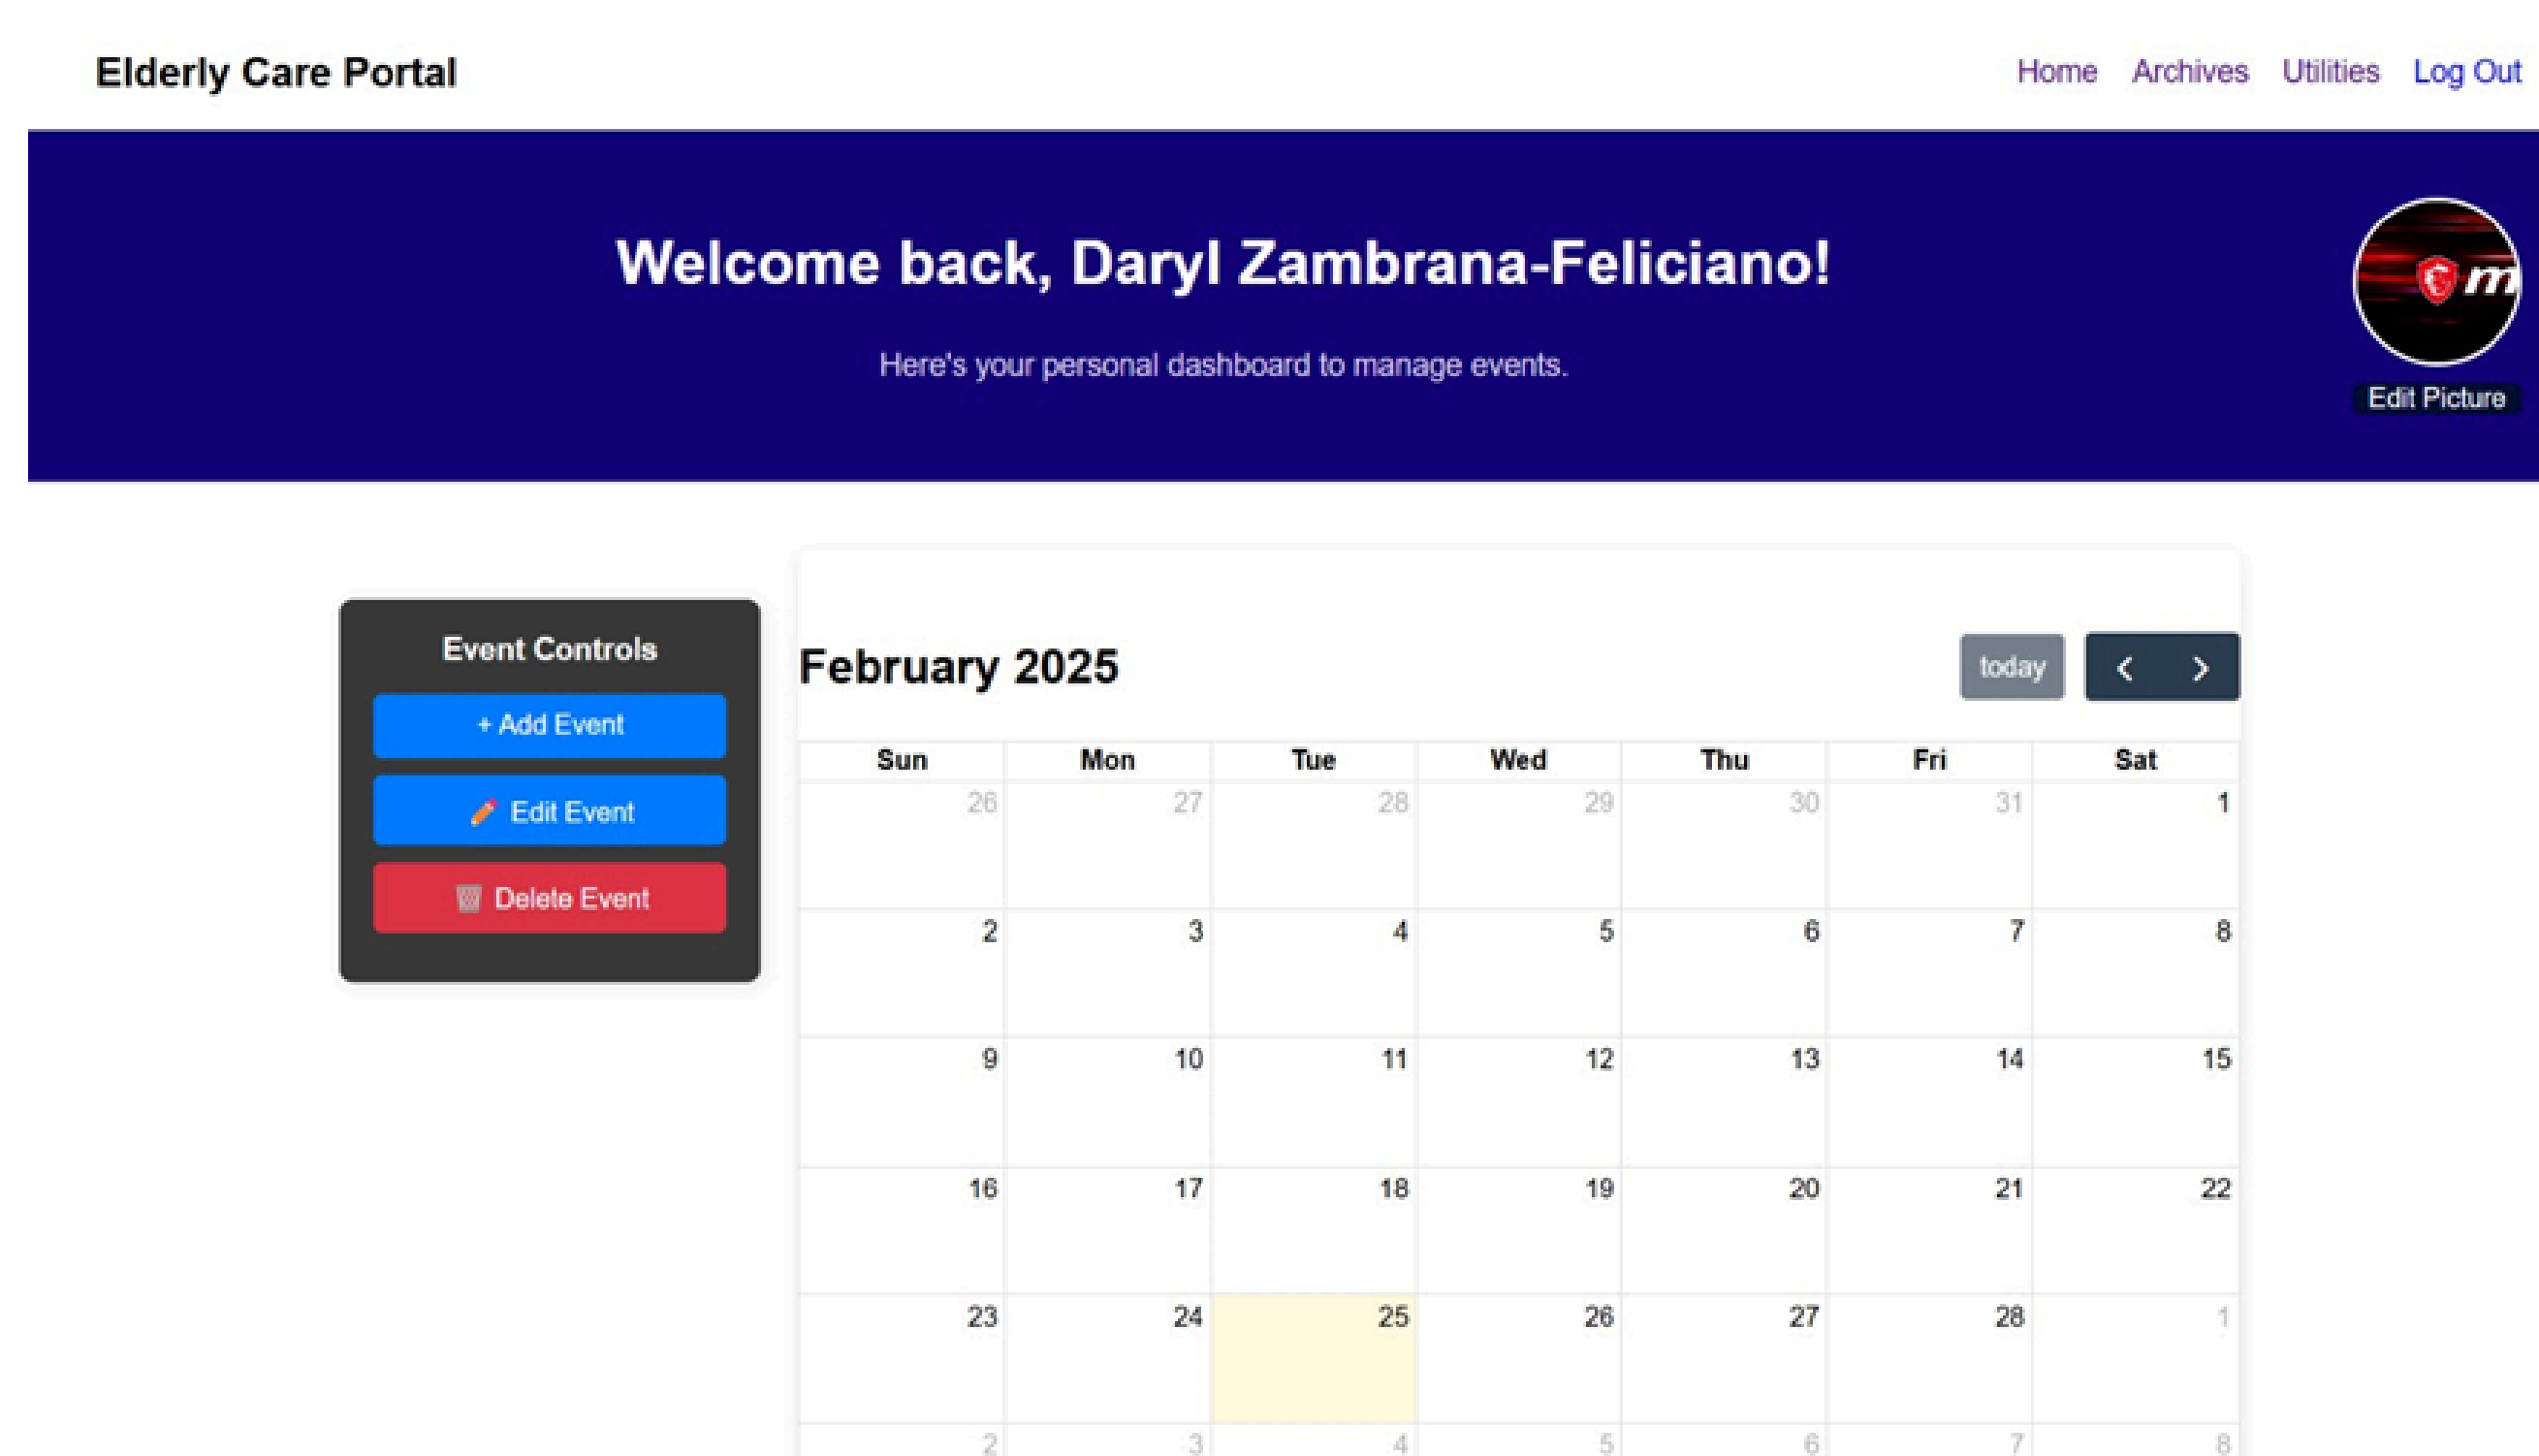 Elderly Care Portal
Home Archives Utilities Log Out
Welcome back, Daryl Zambrana-Feliciano!
Here's your personal dashboard to manage events.
m
Edit Picture
Event Controls
+ Add Event
Edit Event
Delete Event
February 2025
today
Sun Mon Tue Wed Thu Fri Sat
26 27 28 29 30 31 1
2 3 4 5 6 7 8
9 10 11 12 13 14 15
16 17 18 19 20 21 22
23 24 25 26 27 28 1
2 3 4 5 6 7 8